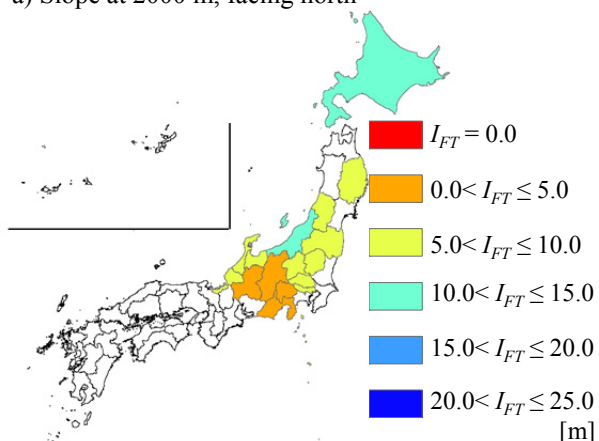 a) Slope at 2000 m, facing north
I_FT = 0.0
0.0< I_FT ≤ 5.0
5.0< I_FT ≤ 10.0
10.0< I_FT ≤ 15.0
15.0< I_FT ≤ 20.0
20.0< I_FT ≤ 25.0
[m]